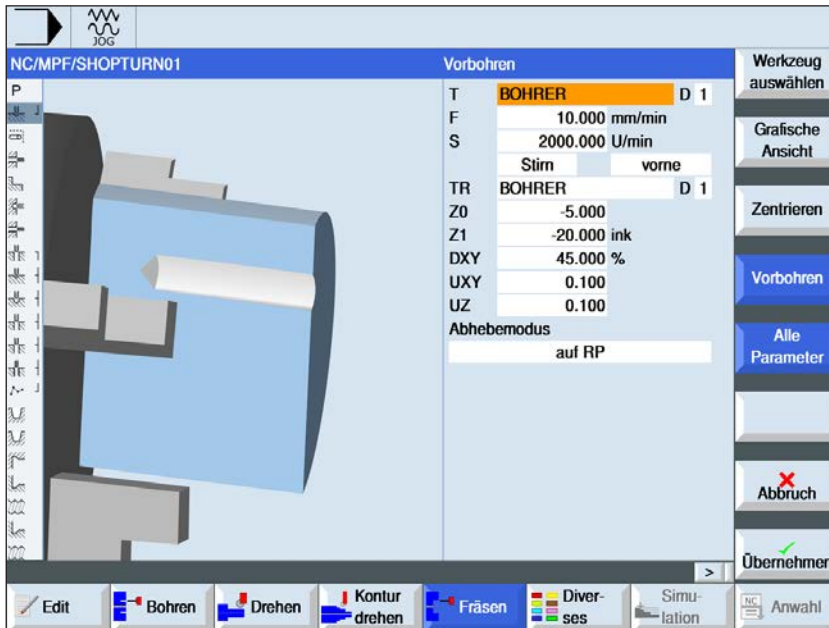 JOG
NC/MPF/SHOPTURN01
Vorbohren
P
T BOHRER D 1
F 10.000 mm/min
S 2000.000 U/min
Stirn vorne
TR BOHRER D 1
Z0 -5.000
Z1 -20.000 ink
DXY 45.000 %
UXY 0.100
UZ 0.100
Abhebemodus
auf RP
Werkzeug
auswählen
Grafische
Ansicht
Zentrieren
Vorbohren
Alle
Parameter
Abbruch
Übernehmen
>
Edit
Bohren
Drehen
Kontur
drehen
Fräsen
Diver-
ses
Simu-
lation
NC
Anwahl